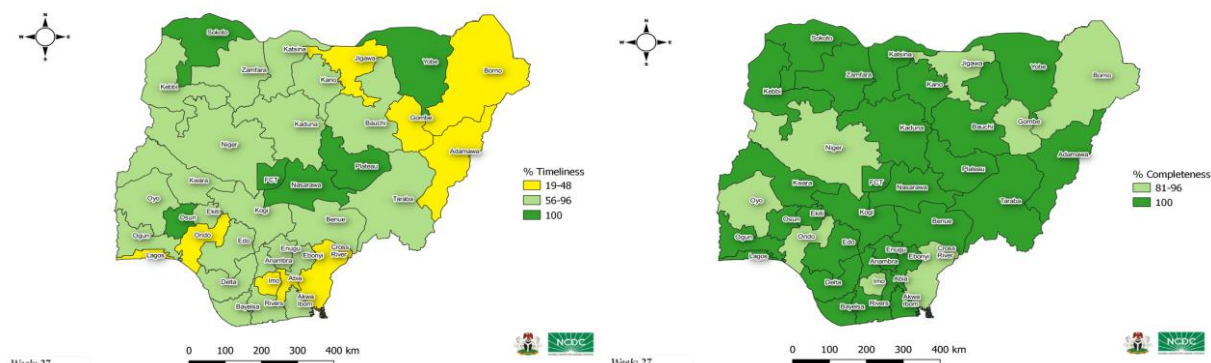 N
W E
S
Sokoto
Katsina
Jigawa
Yobe
Borno
Zamfara
Kano
Kebbi
Gombe
Kaduna
Bauchi
Niger
Adamawa
Plateau
FCT
Nasarawa
Kwara
Oyo
Taraba
Kogi
Osun
Ekiti
Benue
Ogun
Ondo
Edo
Enugu
Cross
River
Lagos
Anambra
Ebonyi
Imo
Abia
Delta
Bayelsa
Rivers
Akwa
Ibom
% Timeliness
19-48
56-96
100
NCDC
0 100 200 300 400 km
Week: 27
N
W E
S
Sokoto
Katsina
Jigawa
Yobe
Borno
Zamfara
Kano
Kebbi
Gombe
Kaduna
Bauchi
Niger
Adamawa
Plateau
FCT
Nasarawa
Kwara
Oyo
Taraba
Kogi
Osun
Ekiti
Benue
Ogun
Ondo
Edo
Enugu
Cross
River
Lagos
Anambra
Ebonyi
Imo
Abia
Delta
Bayelsa
Rivers
Akwa
Ibom
% Completeness
81-96
100
NCDC
0 100 200 300 400 km
Week: 27